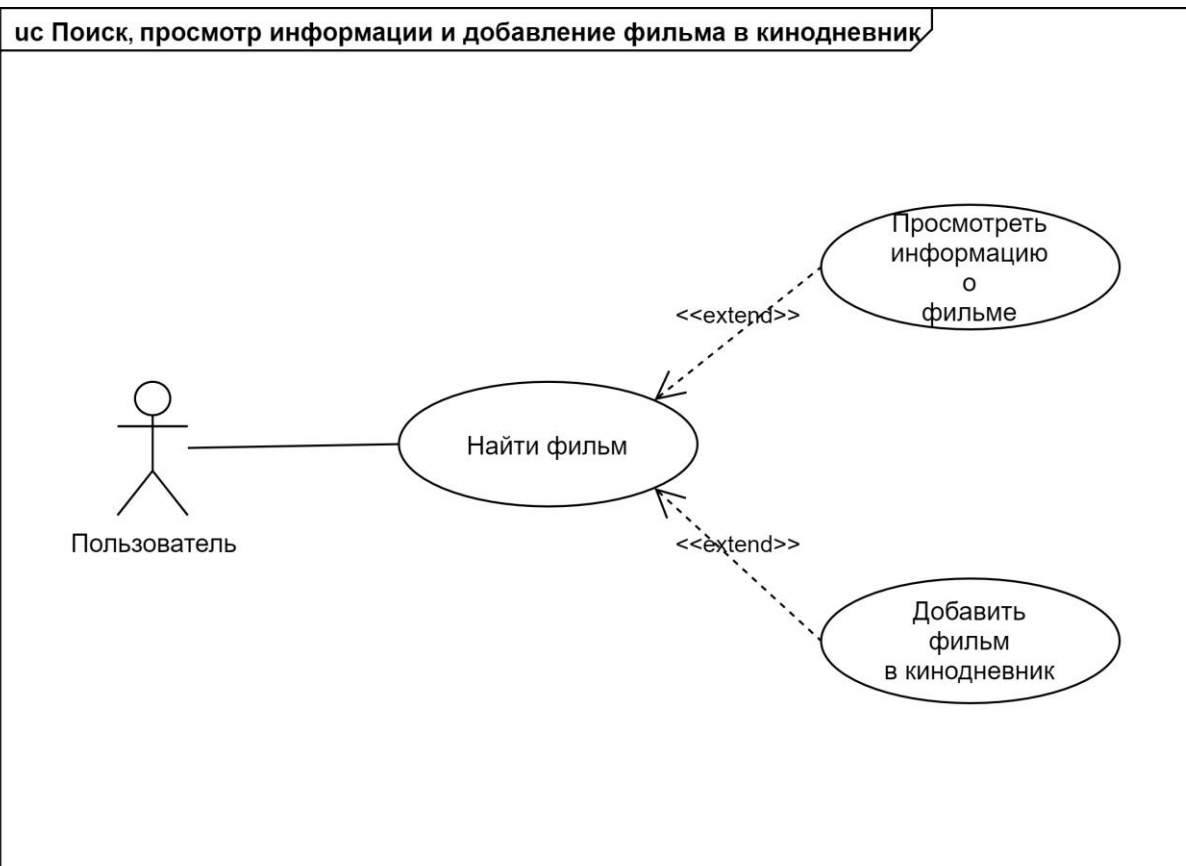 uc Поиск, просмотр информации и добавление фильма в кинодневник
Просмотреть
информацию
о
фильме
<<extend>>
Найти фильм
Пользователь
<<extend>>
Добавить
фильм
в кинодневник